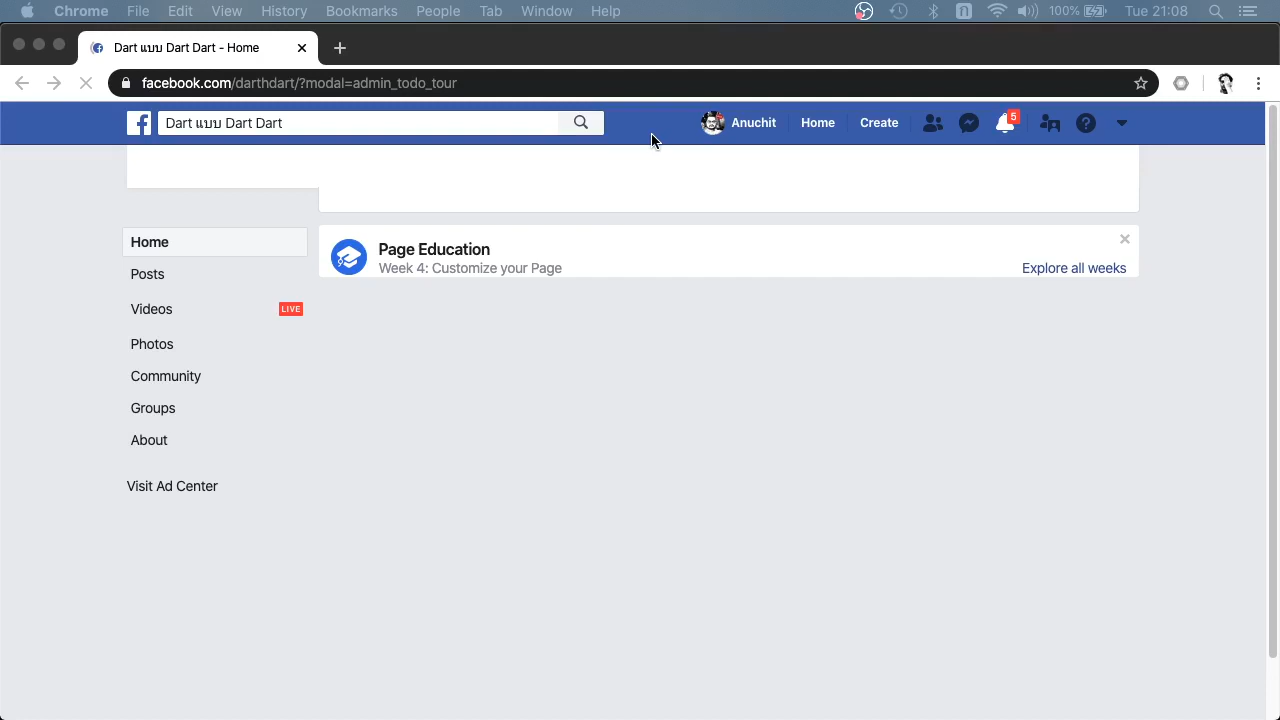 Chrome File Edit View History Bookmarks People Tab Window Help 100% Tue 21:08
Dart แบบ Dart Dart - Home
facebook.com/darthdart/?modal=admin_todo_tour
Dart แบบ Dart Dart Anuchit Home Create 5
Page Education
Week 4: Customize your Page Explore all weeks
Home
Posts
Videos LIVE
Photos
Community
Groups
About
Visit Ad Center